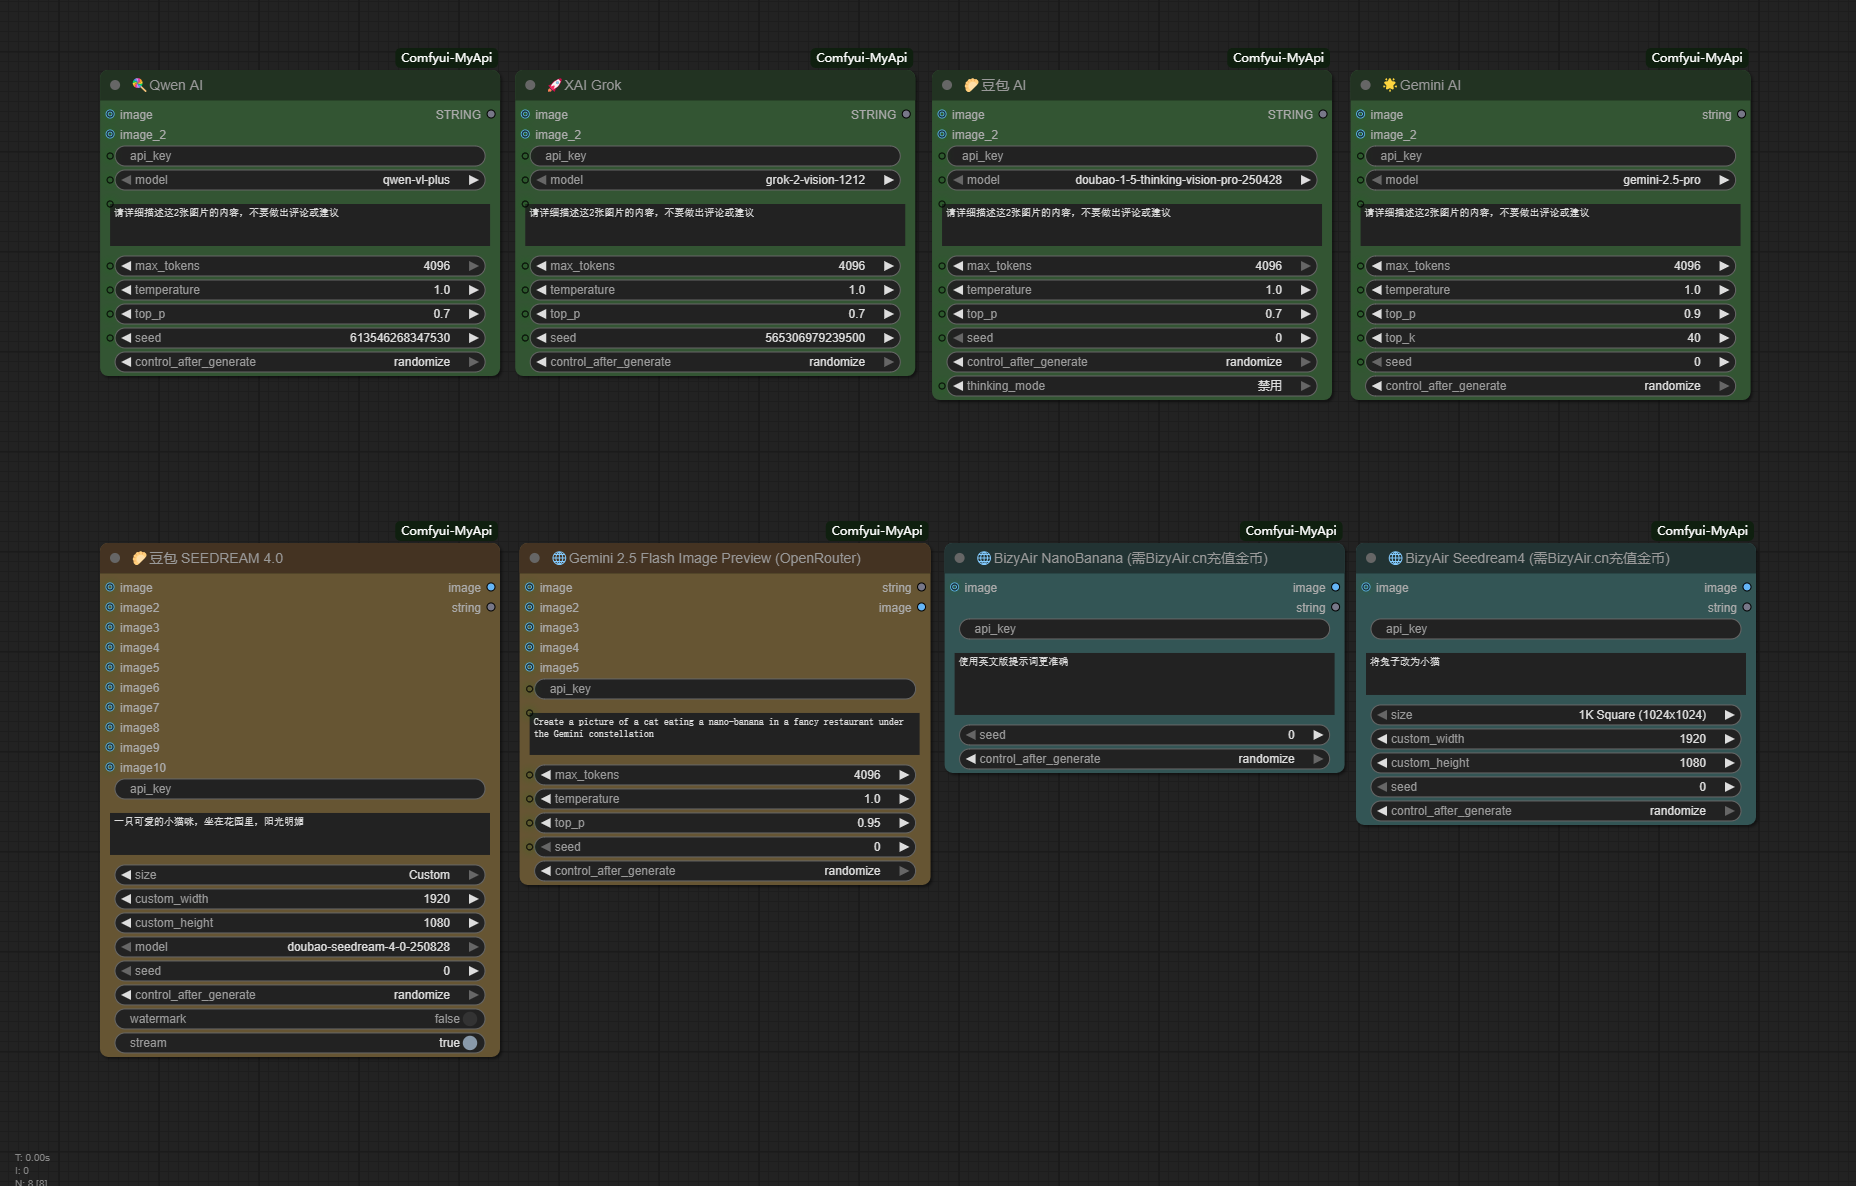 Comfyui-MyApi
Qwen AI
image STRING
image_2
api_key
model qwen-vl-plus
请详细描述这2张图片的内容，不要做出评论或建议
max_tokens 4096
temperature 1.0
top_p 0.7
seed 613546268347530
control_after_generate randomize
Comfyui-MyApi
XAI Grok
image STRING
image_2
api_key
model grok-2-vision-1212
请详细描述这2张图片的内容，不要做出评论或建议
max_tokens 4096
temperature 1.0
top_p 0.7
seed 565306979239500
control_after_generate randomize
Comfyui-MyApi
豆包 AI
image STRING
image_2
api_key
model doubao-1-5-thinking-vision-pro-250428
请详细描述这2张图片的内容，不要做出评论或建议
max_tokens 4096
temperature 1.0
top_p 0.7
seed 0
control_after_generate randomize
thinking_mode 禁用
Comfyui-MyApi
Gemini AI
image string
image_2
api_key
model gemini-2.5-pro
请详细描述这2张图片的内容，不要做出评论或建议
max_tokens 4096
temperature 1.0
top_p 0.9
top_k 40
seed 0
control_after_generate randomize
Comfyui-MyApi
豆包 SEEDREAM 4.0
image image
image2 string
image3
image4
image5
image6
image7
image8
image9
image10
api_key
一只可爱的小猫咪，坐在花园里，阳光明媚
size Custom
custom_width 1920
custom_height 1080
model doubao-seedream-4-0-250828
seed 0
control_after_generate randomize
watermark false
stream true
Comfyui-MyApi
Gemini 2.5 Flash Image Preview (OpenRouter)
image string
image2 image
image3
image4
image5
api_key
Create a picture of a cat eating a nano-banana in a fancy restaurant under
the Gemini constellation
max_tokens 4096
temperature 1.0
top_p 0.95
seed 0
control_after_generate randomize
Comfyui-MyApi
BizyAir NanoBanana (需BizyAir.cn充值金币)
image image
string
api_key
使用英文版提示词更准确
seed 0
control_after_generate randomize
Comfyui-MyApi
BizyAir Seedream4 (需BizyAir.cn充值金币)
image image
string
api_key
将兔子改为小猫
size 1K Square (1024x1024)
custom_width 1920
custom_height 1080
seed 0
control_after_generate randomize
T: 0.00s
I: 0
N: 8 [8]